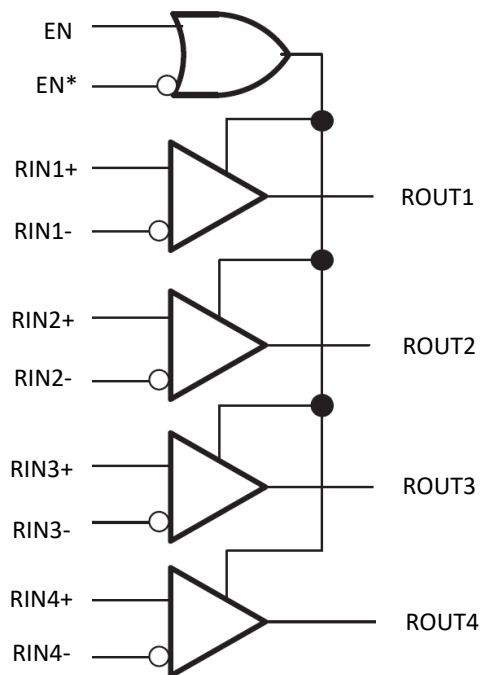 EN
EN*
RIN1+
ROUT1
RIN1-
RIN2+
ROUT2
RIN2-
RIN3+
ROUT3
RIN3-
RIN4+
ROUT4
RIN4-